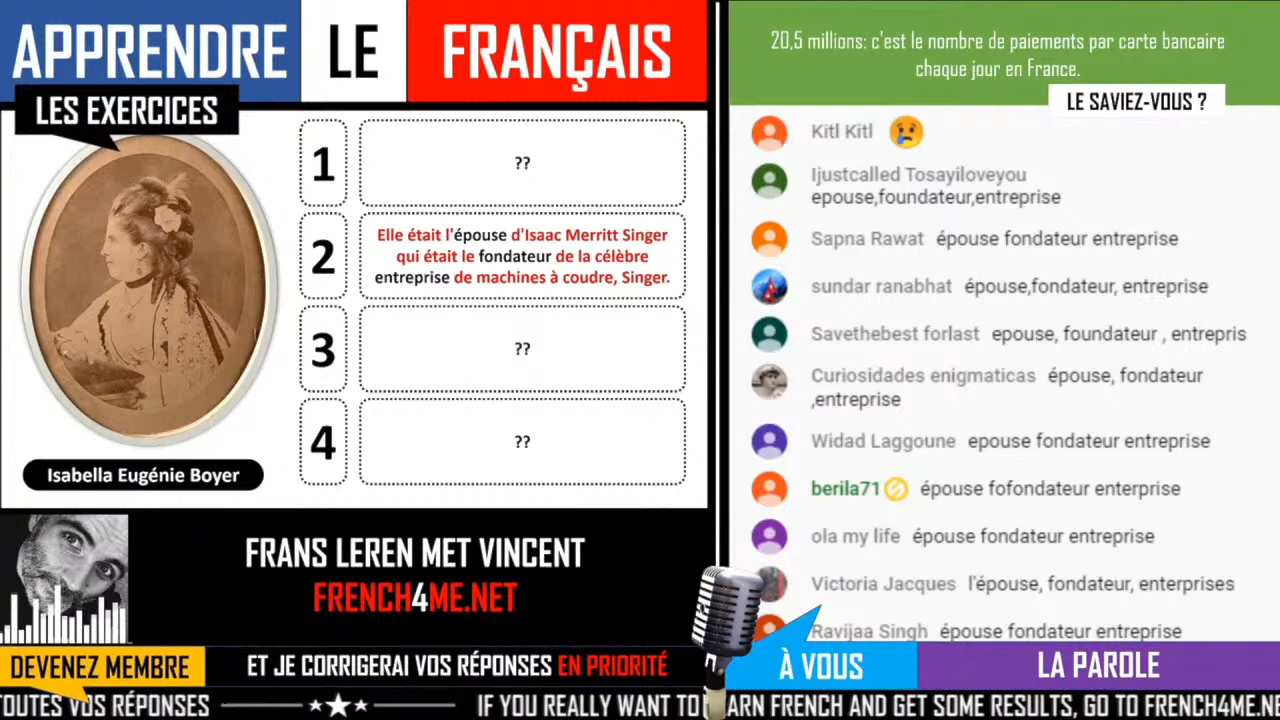 APPRENDRE LE FRANÇAIS
LES EXERCICES
1
??
2
Elle était l'épouse d'Isaac Merritt Singer
qui était le fondateur de la célèbre
entreprise de machines à coudre, Singer.
3
??
4
??
Isabella Eugénie Boyer
FRANS LEREN MET VINCENT
FRENCH4ME.NET
DEVENEZ MEMBRE
ET JE CORRIGERAI VOS RÉPONSES EN PRIORITÉ
TOUTES VOS RÉPONSES
IF YOU REALLY WANT TO
ARN FRENCH AND GET SOME RESULTS, GO TO FRENCH4ME.NE
20,5 millions: c'est le nombre de paiements par carte bancaire
chaque jour en France.
LE SAVIEZ-VOUS ?
Kitl Kitl
Ijustcalled Tosayiloveyou
epouse,foundateur,entreprise
Sapna Rawat épouse fondateur entreprise
sundar ranabhat épouse,fondateur, entreprise
Savethebest forlast epouse, foundateur , entrepris
Curiosidades enigmaticas épouse, fondateur
,entreprise
Widad Laggoune epouse fondateur entreprise
berila71 épouse fofondateur enterprise
ola my life épouse fondateur entreprise
Victoria Jacques l'épouse, fondateur, enterprises
Ravijaa Singh épouse fondateur entreprise
À VOUS
LA PAROLE